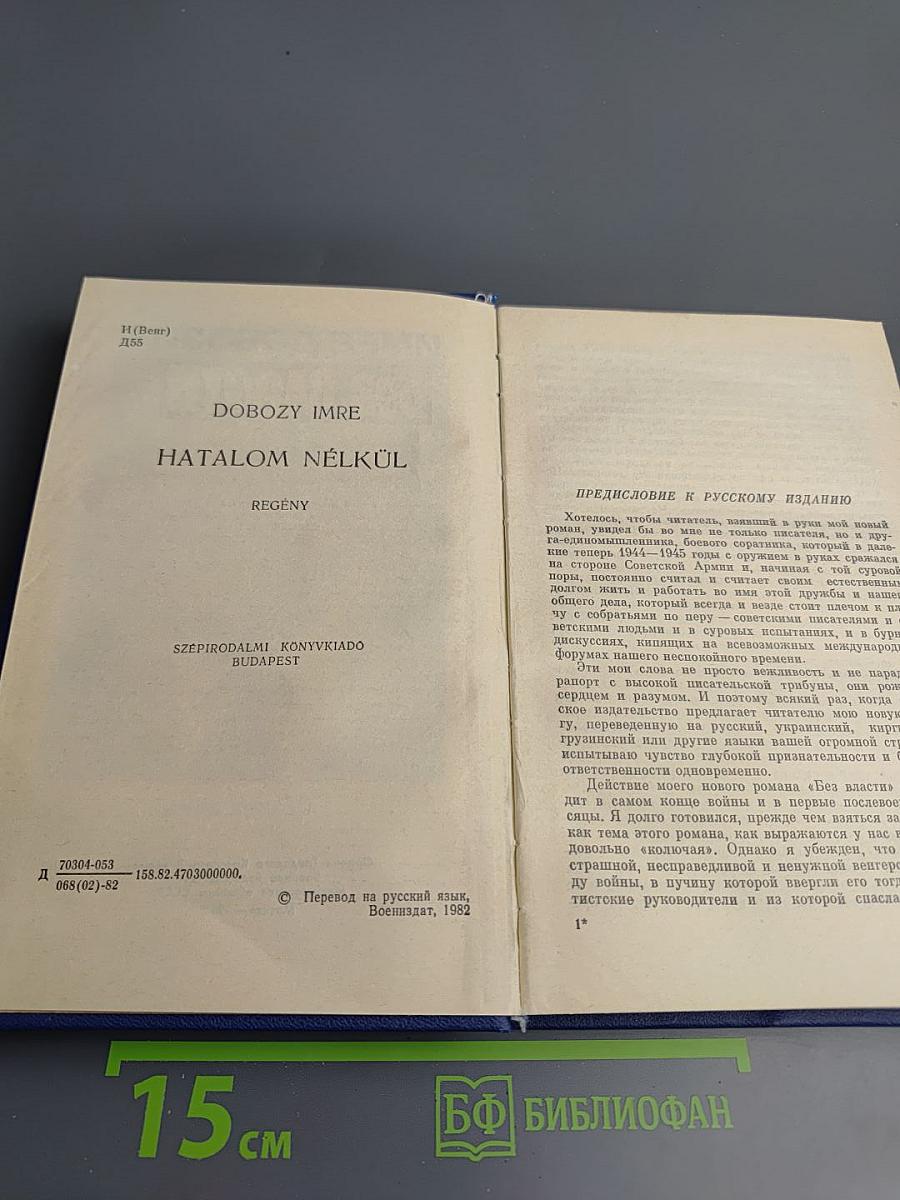 И(Венг)
Д55
DOBOZY IMRE
HATALOM NÉLKÜL
REGÉNY
SZÉPIRODALMI KÖNYVKIADÓ
BUDAPEST
Д 70304-053
068(02)-82 158.82.4703000000.
© Перевод на русский язык,
Воениздат, 1982
ПРЕДИСЛОВИЕ К РУССКОМУ ИЗДАНИЮ
Хотелось, чтобы читатель, взявший в руки мой новый
роман, увидел бы во мне не только писателя, но и дру-
га-единомышленника, боевого соратника, который в дале-
кие теперь 1944—1945 годы с оружием в руках сражался
на стороне Советской Армии и, начиная с той суровой
поры, постоянно считал и считает своим естественным
долгом жить и работать во имя этой дружбы и нашего
общего дела, который всегда и везде стоит плечом к пл
чу с собратьями по перу — советскими писателями и с
ветскими людьми и в суровых испытаниях, и в бурн
дискуссиях, кипящих на всевозможных международн
форумах нашего неспокойного времени.
Эти мои слова не просто вежливость и не парад
рапорт с высокой писательской трибуны, они рож
сердцем и разумом. И поэтому всякий раз, когда
ское издательство предлагает читателю мою новую
гу, переведенную на русский, украинский, кирг
грузинский или другие языки вашей огромной стр
испытываю чувство глубокой признательности и б
ответственности одновременно.
Действие моего нового романа «Без власти»
дит в самом конце войны и в первые послевое
сяцы. Я долго готовился, прежде чем взяться за
как тема этого романа, как выражаются у нас в
довольно «колючая». Однако я убежден, что
страшной, несправедливой и ненужной венгерс
ду войны, в пучину которой ввергли его тогд
тистские руководители и из которой спасла
1*
15 см
БФ БИБЛИОФАН